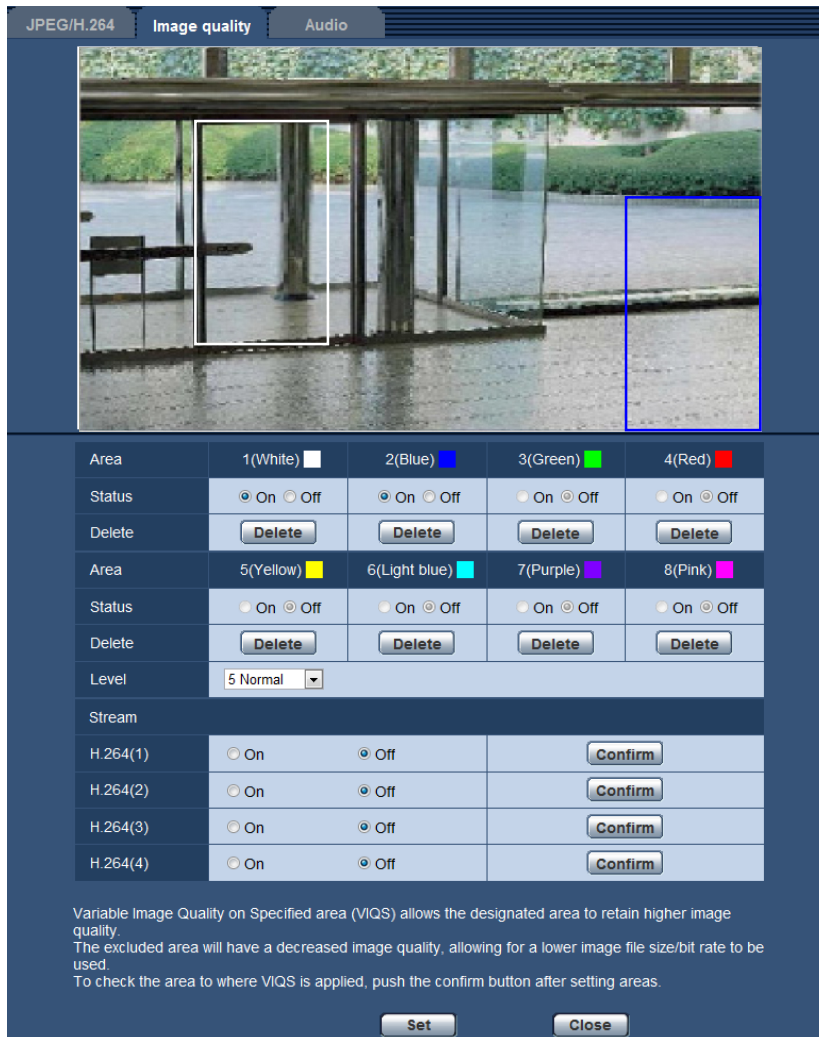 JPEG/H.264 Image quality Audio
Area 1(White) 2(Blue) 3(Green) 4(Red)
Status On Off On Off On Off On Off
Delete Delete Delete Delete Delete
Area 5(Yellow) 6(Light blue) 7(Purple) 8(Pink)
Status On Off On Off On Off On Off
Delete Delete Delete Delete Delete
Level 5 Normal
Stream
H.264(1) On Off Confirm
H.264(2) On Off Confirm
H.264(3) On Off Confirm
H.264(4) On Off Confirm
Variable Image Quality on Specified area (VIQS) allows the designated area to retain higher image
quality.
The excluded area will have a decreased image quality, allowing for a lower image file size/bit rate to be
used.
To check the area to where VIQS is applied, push the confirm button after setting areas.
Set Close